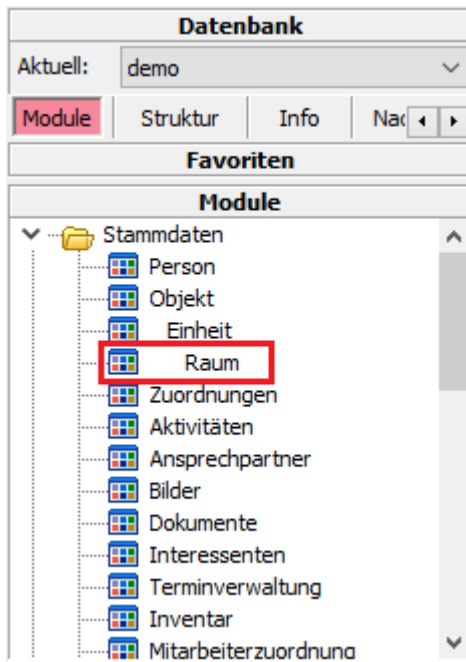 Datenbank
Aktuell: demo
Module Struktur Info Nac
Favoriten
Module
Stammdaten
Person
Objekt
Einheit
Raum
Zuordnungen
Aktivitäten
Ansprechpartner
Bilder
Dokumente
Interessenten
Terminverwaltung
Inventar
Mitarbeiterzuordnung